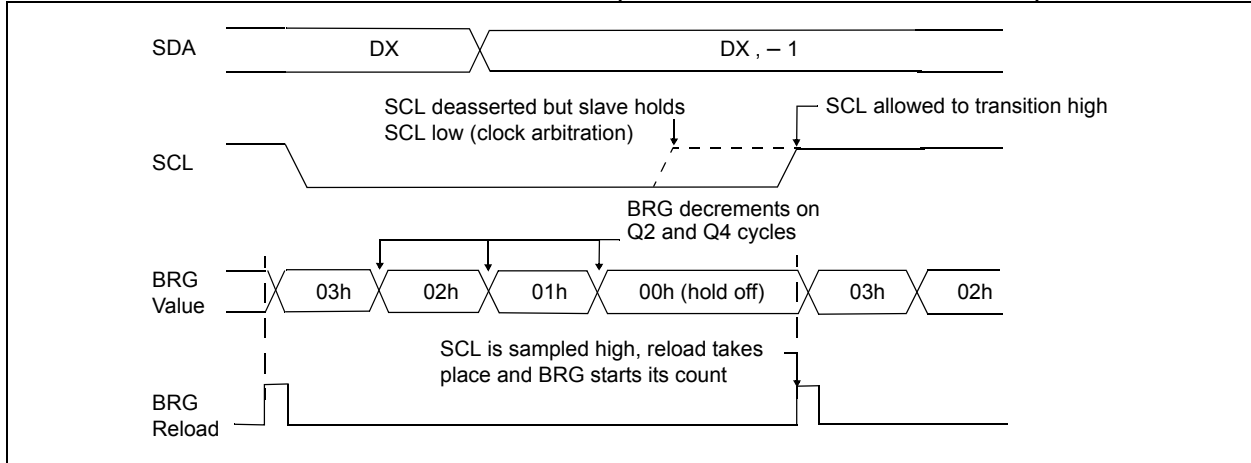 SDA
DX
DX , – 1
SCL deasserted but slave holds
SCL low (clock arbitration)
SCL allowed to transition high
SCL
BRG decrements on
Q2 and Q4 cycles
BRG
Value
03h
02h
01h
00h (hold off)
03h
02h
SCL is sampled high, reload takes
place and BRG starts its count
BRG
Reload